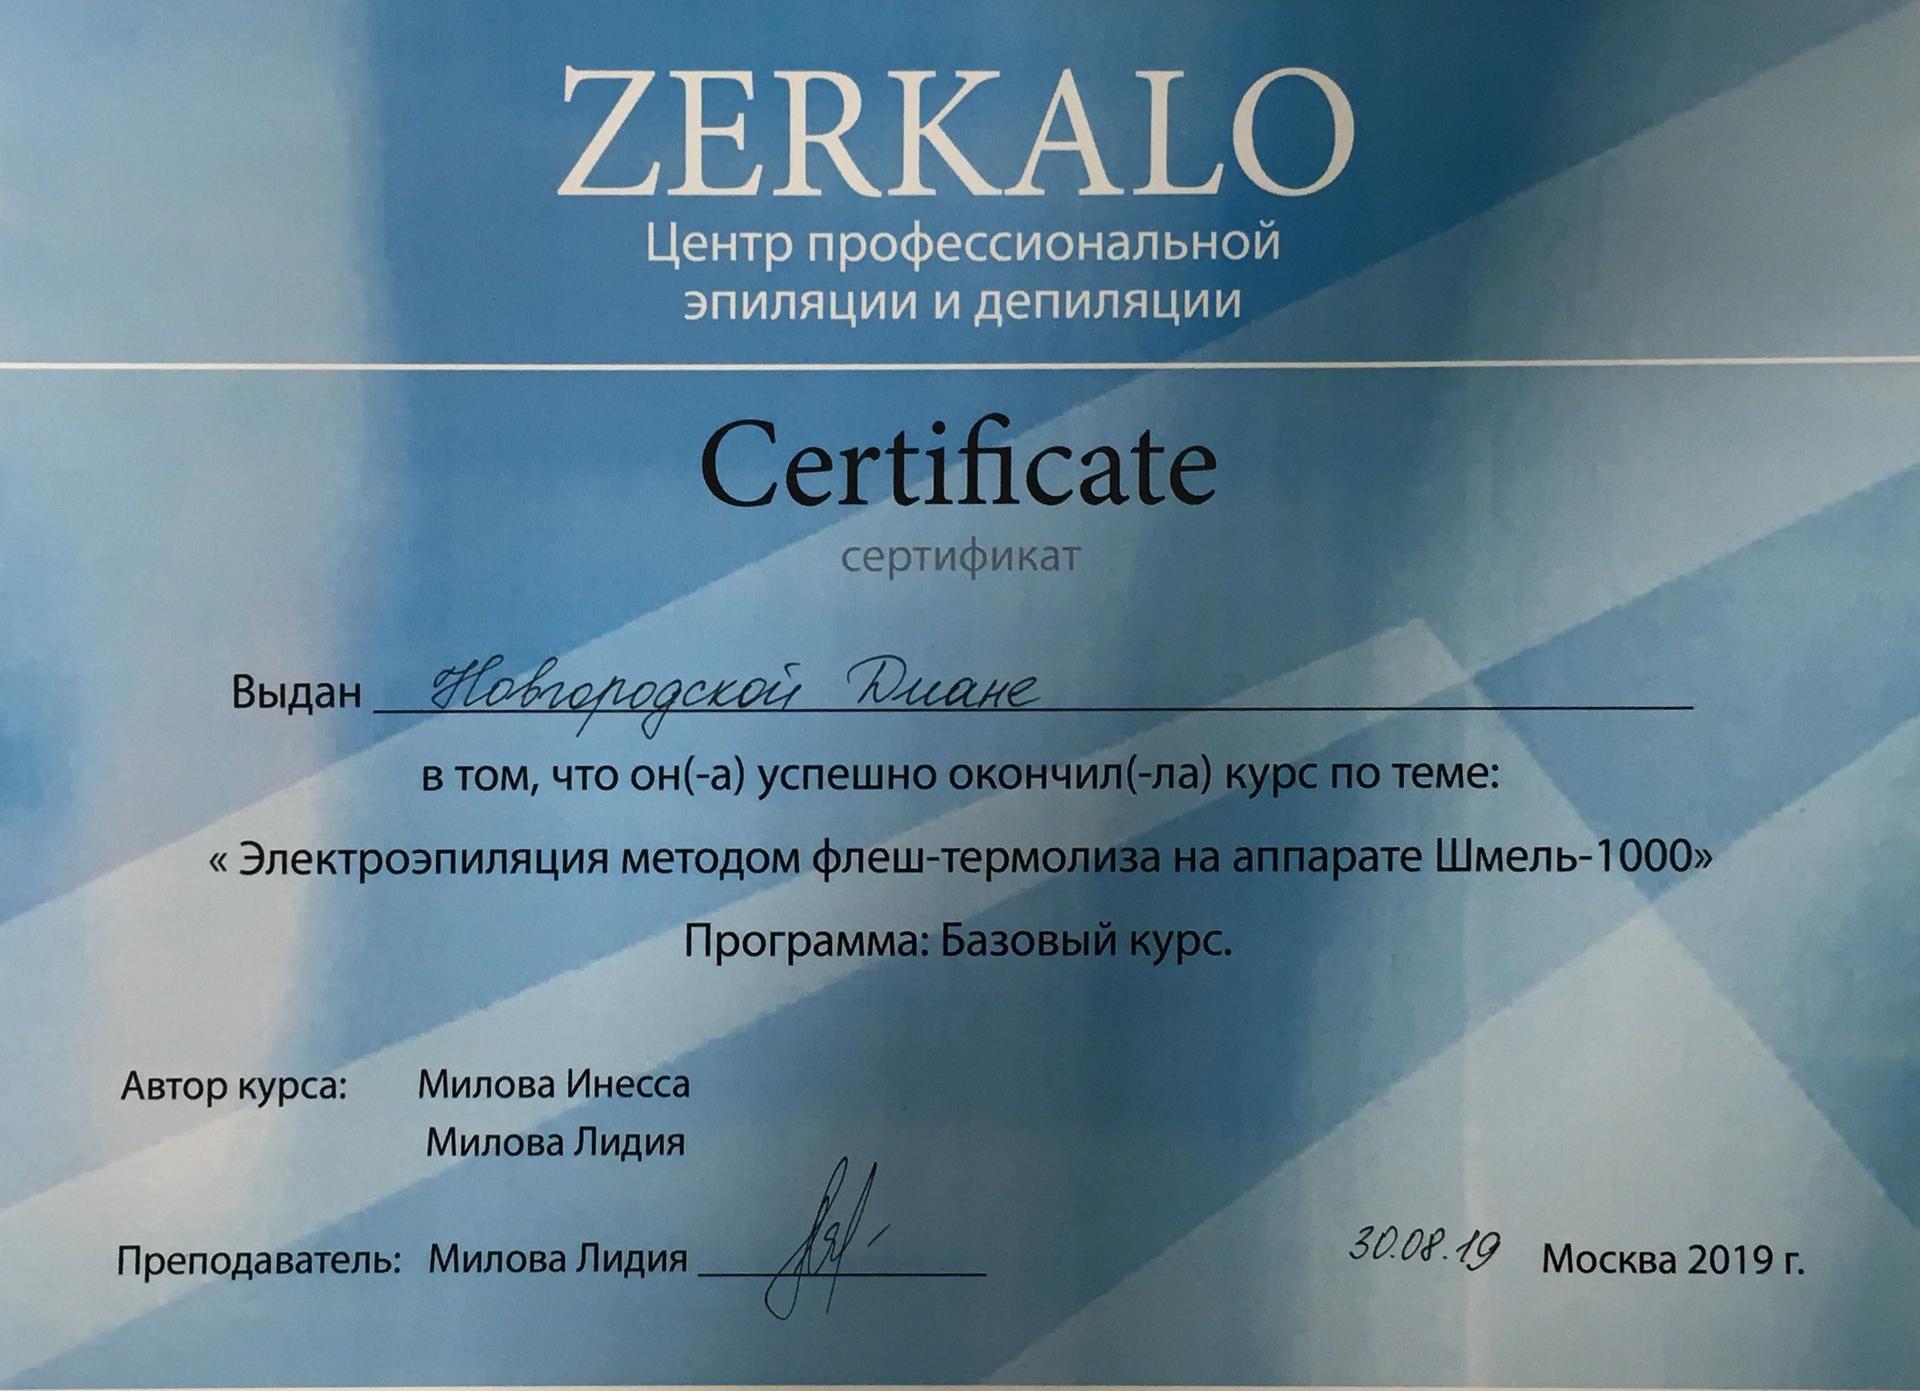 ZERKALO
Центр профессиональной
эпиляции и депиляции
Certificate
сертификат
Выдан Новгородской Диане
в том, что он(-а) успешно окончил(-ла) курс по теме:
« Электроэпиляция методом флеш-термолиза на аппарате Шмель-1000»
Программа: Базовый курс.
Автор курса: Милова Инесса
Милова Лидия
Преподаватель: Милова Лидия 30.08.19 Москва 2019 г.